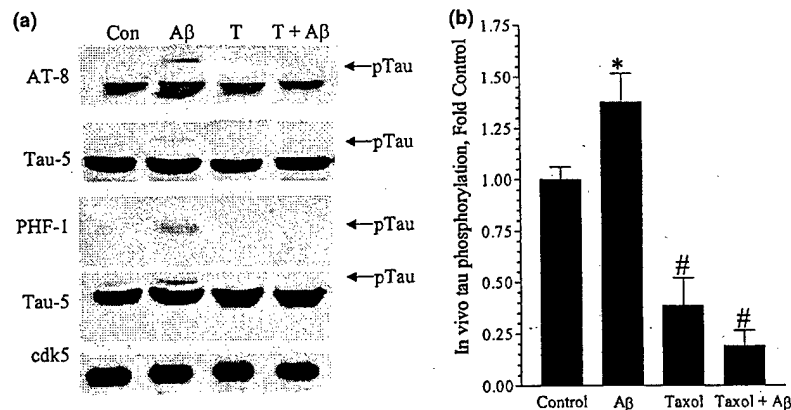 (a)
Con Aβ T T + Aβ
AT-8
←pTau
Tau-5
←pTau
PHF-1
←pTau
Tau-5
←pTau
cdk5
(b)
In vivo tau phosphorylation, Fold Control
1.75
1.50
1.25
1.00
0.75
0.50
0.25
0.00
*
#
#
Control Aβ Taxol Taxol + Aβ